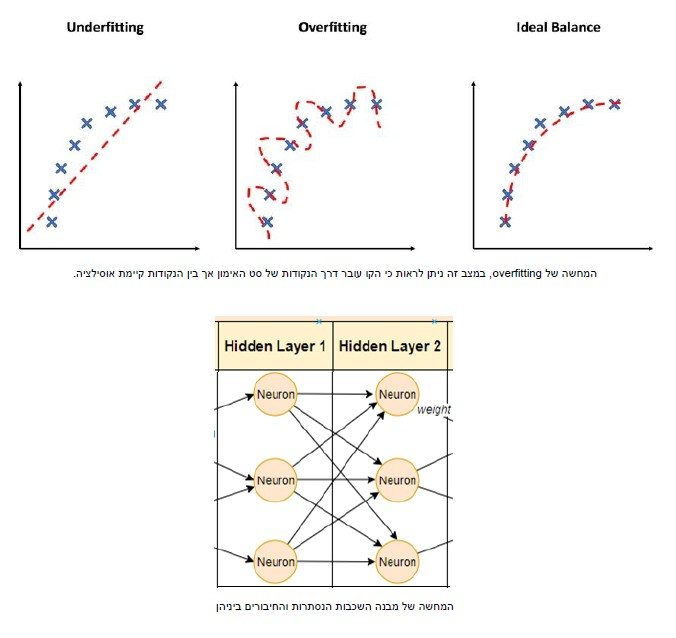 Underfitting
Overfitting
Ideal Balance
המחשה של overfitting, במצב זה ניתן לראות כי הקו עובר דרך הנקודות של סט האימון אך בין הנקודות קיימת אוסילציה.
Hidden Layer 1
Hidden Layer 2
Neuron
Neuron
weight
Neuron
Neuron
Neuron
Neuron
המחשה של מבנה השכבות הנסתרות והחיבורים ביניהן